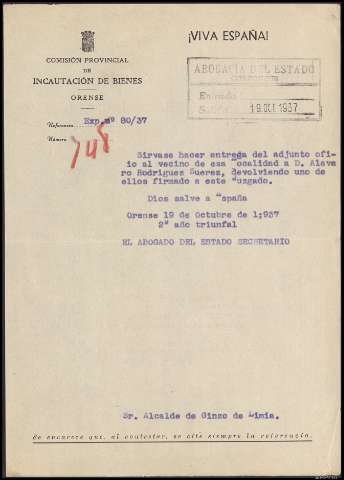 ¡VIVA ESPAÑA!
COMISIÓN PROVINCIAL
DE
INCAUTACIÓN DE BIENES
ORENSE
ABOGACÍA DEL ESTADO
Entrada
Salida 19 OCT 1937
Referencia Exp. nº 80/37
Número 748
Sirvase hacer entrega del adjunto ofi-
cio al vecino de esa localidad a D. Alava
ro Rodrigues Suarez, devolviendo uno de
ellos firmado a este Juzgado.
Dios salve a España
Orense 19 de Octubre de 1;937
2º año triunfal
EL ABOGADO DEL ESTADO SECRETARIO
Sr. Alcalde de Ginzo de Limia.
Se encarece que, al contestar, se cite siempre la referencia.